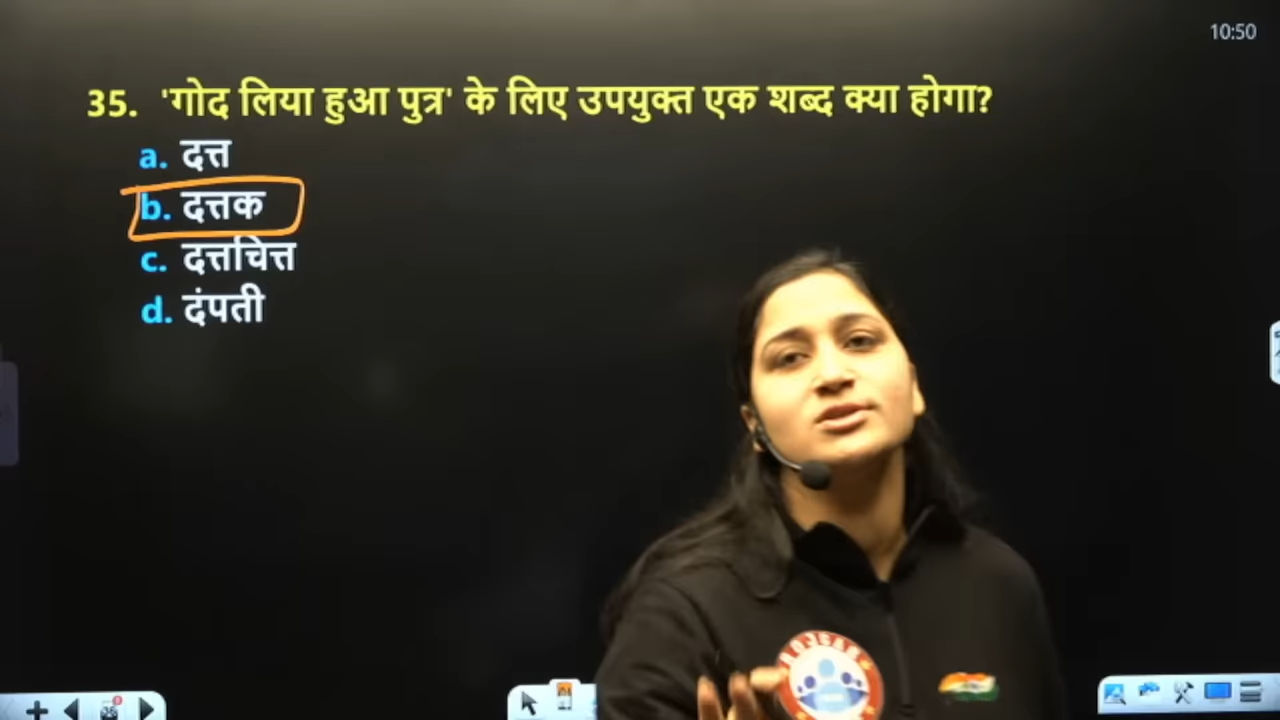 10:50
35. 'गोद लिया हुआ पुत्र' के लिए उपयुक्त एक शब्द क्या होगा?
a. दत्त
b. दत्तक
c. दत्तचित्त
d. दंपती